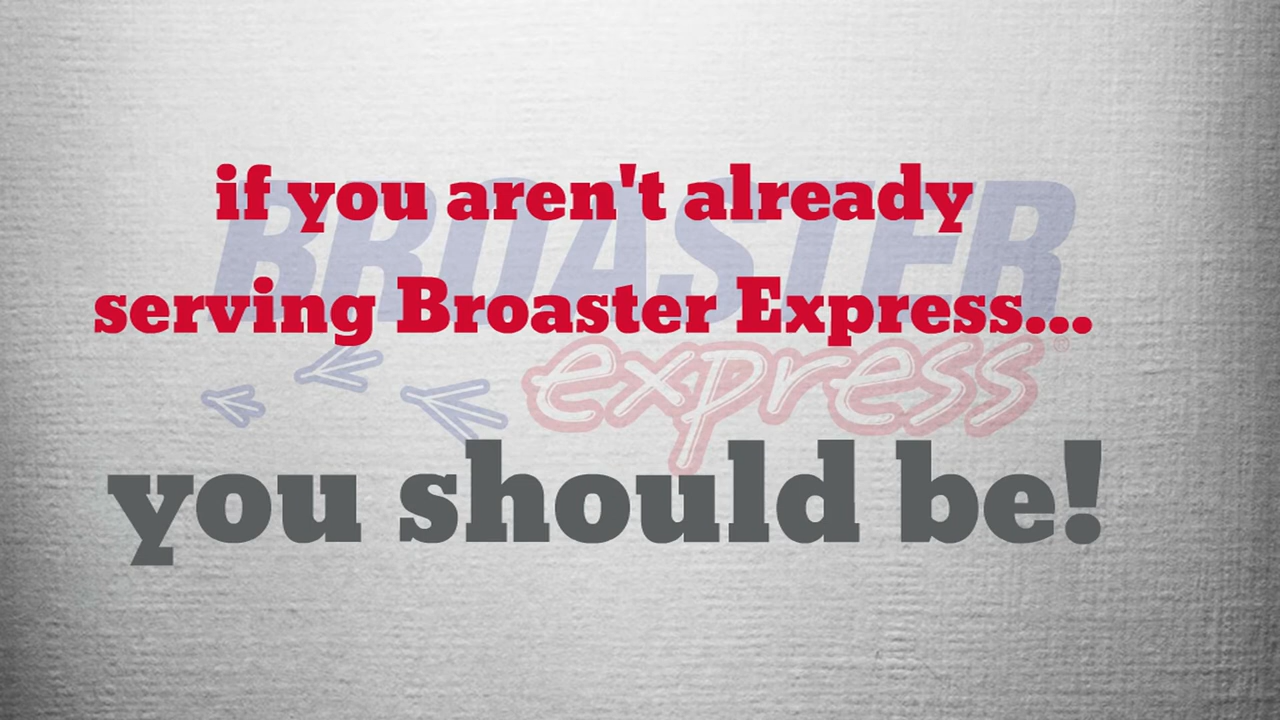 if you aren't already
BROASTER
serving Broaster Express...
express®
you should be!